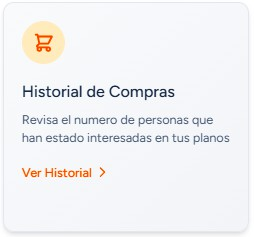 Historial de Compras
Revisa el numero de personas que
han estado interesadas en tus planos
Ver Historial